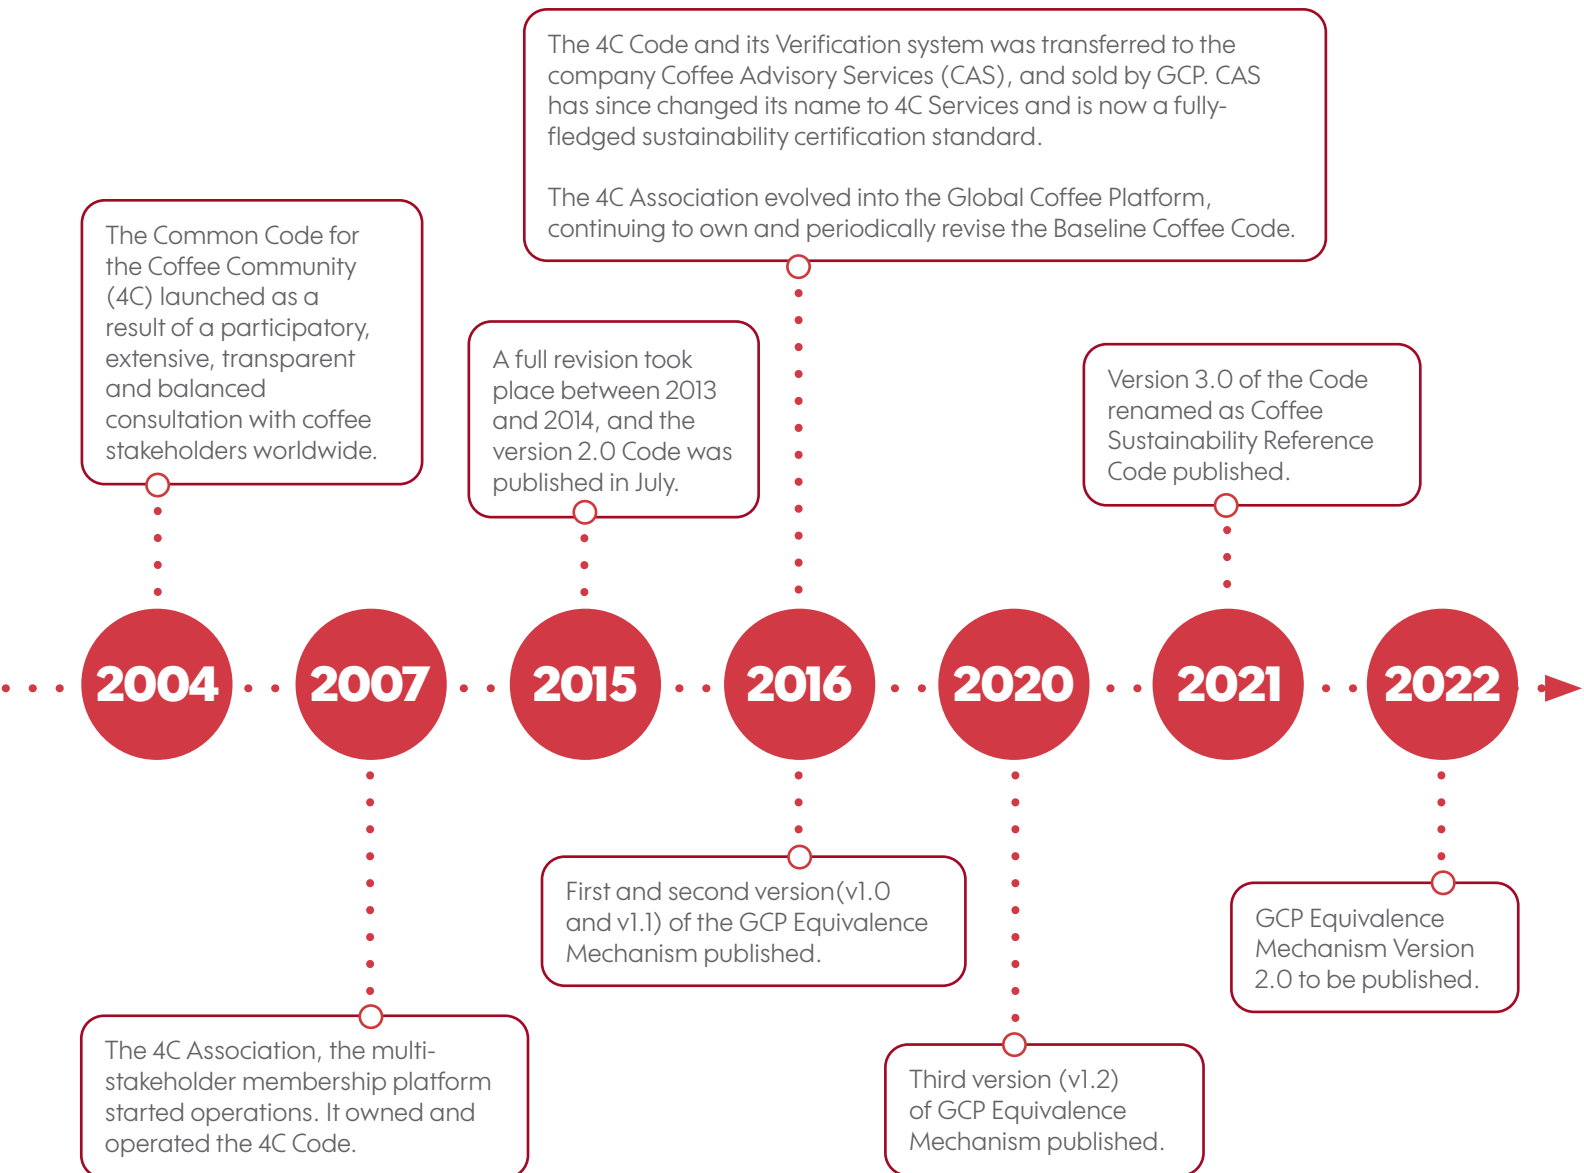 The 4C Code and its Verification system was transferred to the
company Coffee Advisory Services (CAS), and sold by GCP. CAS
has since changed its name to 4C Services and is now a fully-
fledged sustainability certification standard.
The 4C Association evolved into the Global Coffee Platform,
continuing to own and periodically revise the Baseline Coffee Code.
The Common Code for
the Coffee Community
(4C) launched as a
result of a participatory,
extensive, transparent
and balanced
consultation with coffee
stakeholders worldwide.
A full revision took
place between 2013
and 2014, and the
version 2.0 Code was
published in July.
Version 3.0 of the Code
renamed as Coffee
Sustainability Reference
Code published.
2004
2007
2015
2016
2020
2021
2022
First and second version(v1.0
and v1.1) of the GCP Equivalence
Mechanism published.
GCP Equivalence
Mechanism Version
2.0 to be published.
The 4C Association, the multi-
stakeholder membership platform
started operations. It owned and
operated the 4C Code.
Third version (v1.2)
of GCP Equivalence
Mechanism published.